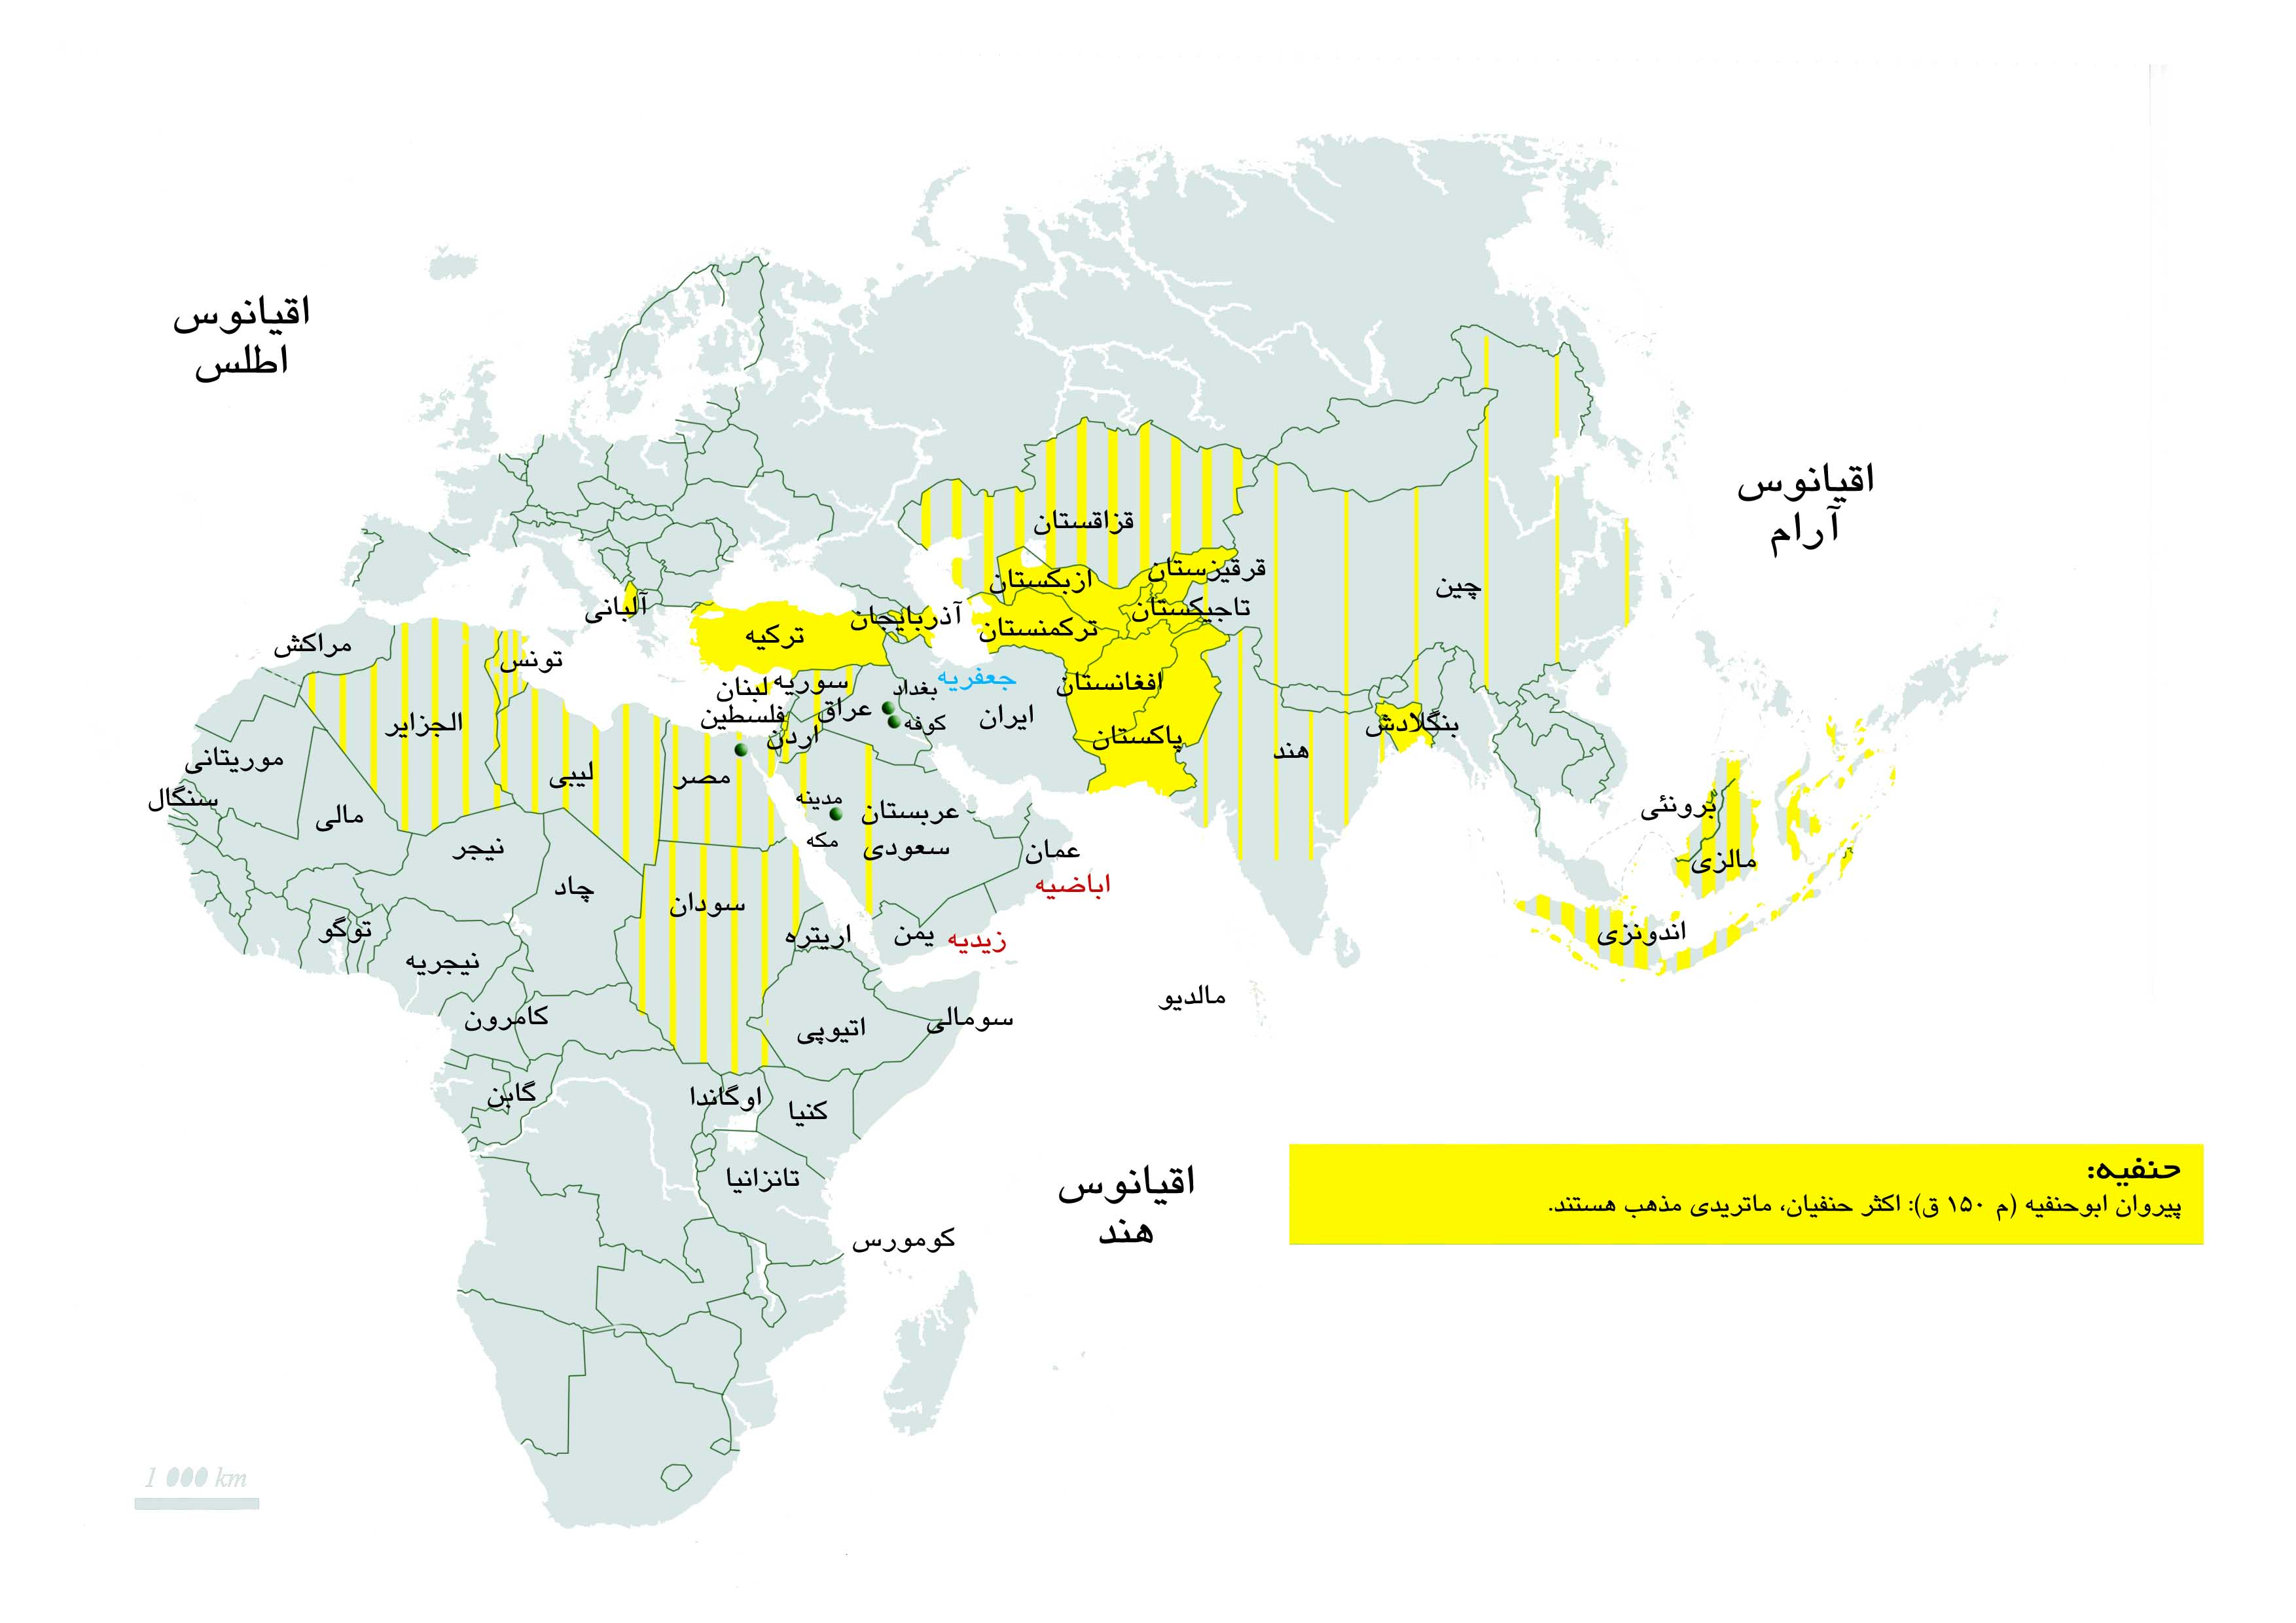 اقیانوس
اطلس
اقیانوس
آرام
قزاقستان
قرقیزستان
ازبکستان
تاجیکستان
ترکمنستان
چین
آلبانی
آذربایجان
ترکیه
مراکش
تونس
جعفریه
افغانستان
سوریه
لبنان
بغداد
عراق
فلسطین
کوفه
ایران
الجزایر
اردن
پاکستان
بنگلادش
هند
موریتانی
لیبی
مصر
سنگال
مالی
مدینه
عربستان
سعودی
مکه
برونئی
مالزی
نیجر
عمان
اباضیه
چاد
سودان
توگو
اریتره
یمن
زیدیه
اندونزی
نیجریه
مالدیو
کامرون
اتیوپی
سومالی
گابن
اوگاندا
کنیا
تانزانیا
کومورس
اقیانوس
هند
حنفیه:
پیروان ابوحنفیه (م ۱۵۰ ق): اکثر حنفیان، ماتریدی مذهب هستند.
1 000 km